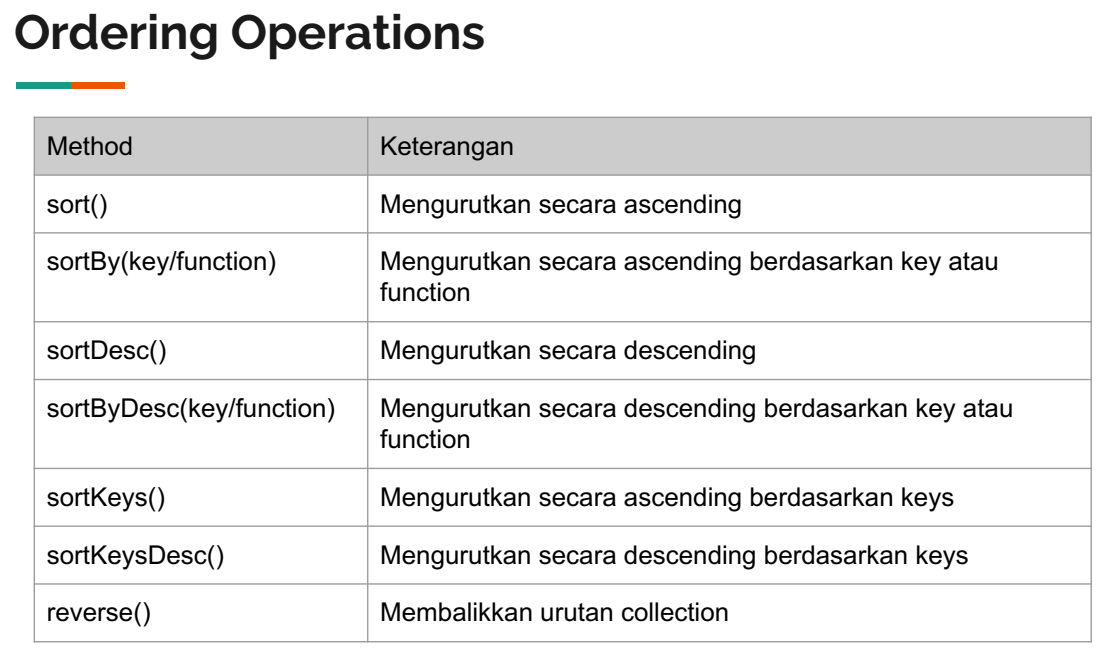 Ordering Operations
Method
Keterangan
sort()
Mengurutkan secara ascending
sortBy(key/function)
Mengurutkan secara ascending berdasarkan key atau
function
sortDesc()
Mengurutkan secara descending
sortByDesc(key/function)
Mengurutkan secara descending berdasarkan key atau
function
sortKeys()
Mengurutkan secara ascending berdasarkan keys
sortKeysDesc()
Mengurutkan secara descending berdasarkan keys
reverse()
Membalikkan urutan collection